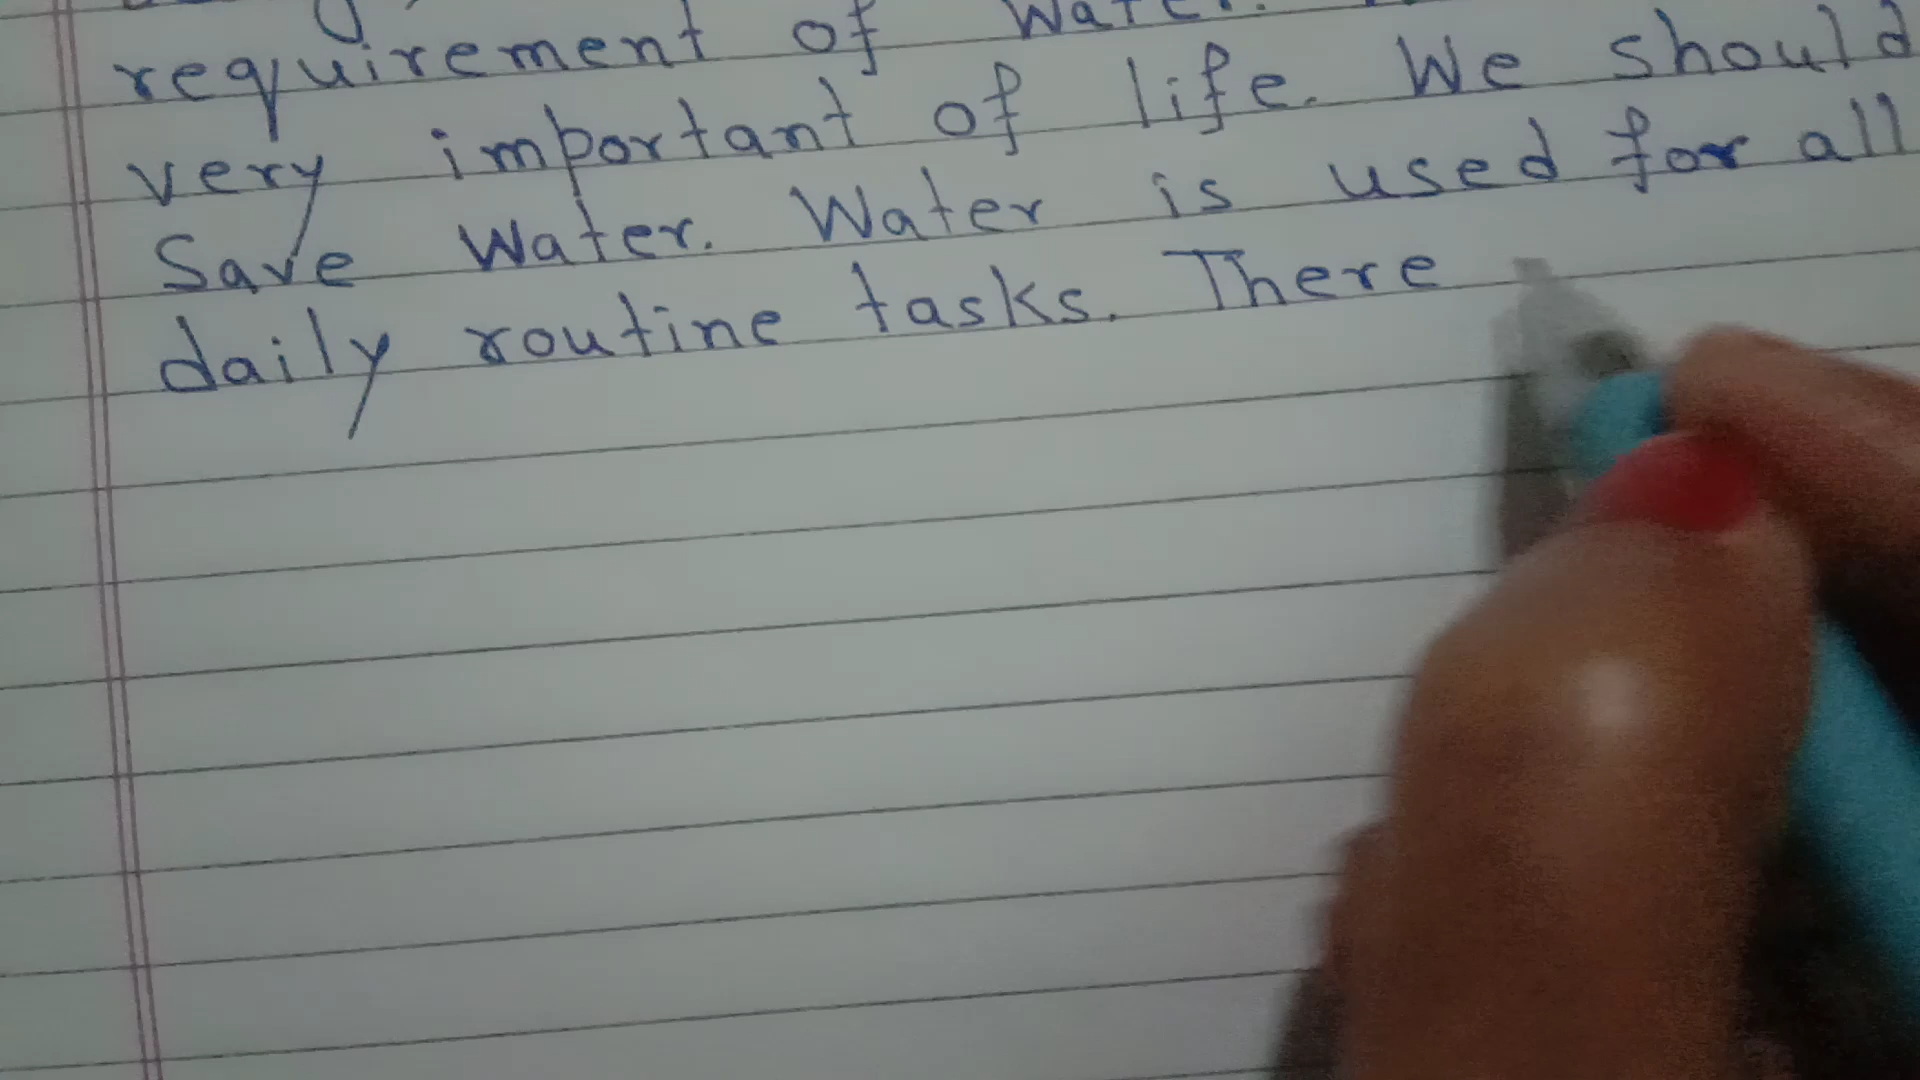 requirement of Water.
very important of life. We should
Save Water. Water is used for all
daily routine tasks. There